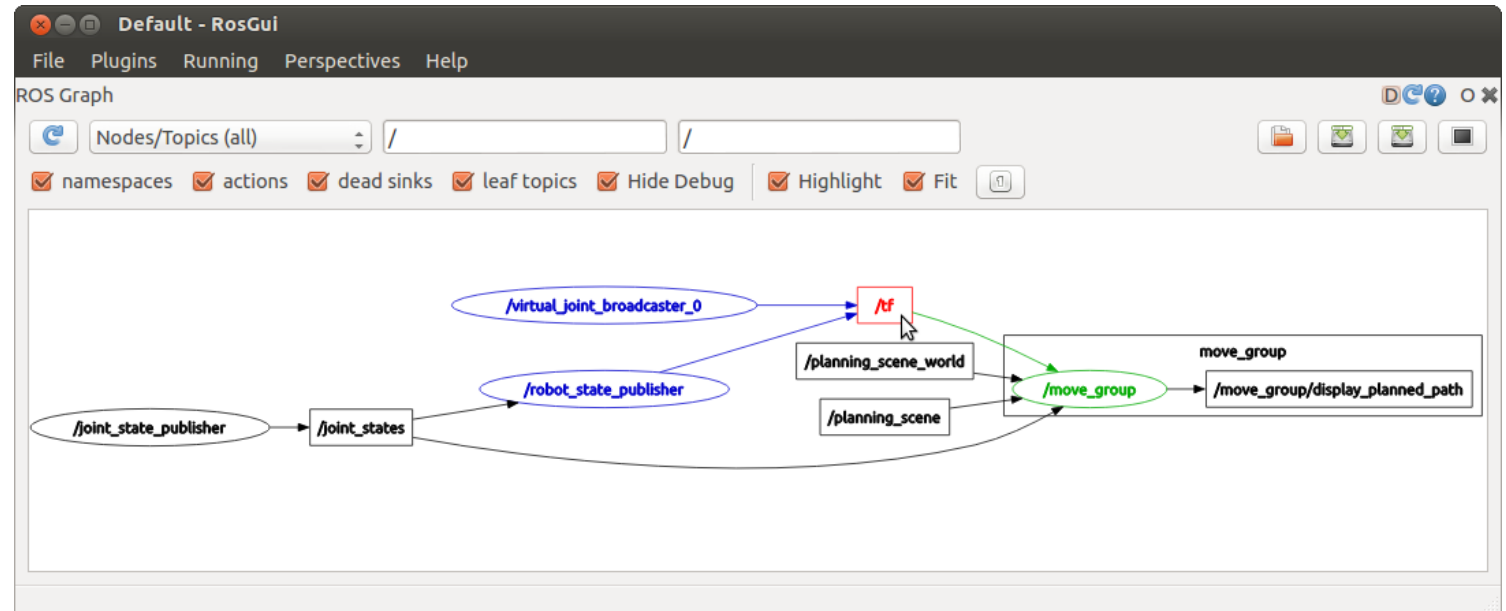 Default - RosGui
File Plugins Running Perspectives Help
ROS Graph
D ? O
Nodes/Topics (all) / /
namespaces actions dead sinks leaf topics Hide Debug Highlight Fit
/virtual_joint_broadcaster_0
/tf
move_group
/planning_scene_world
/robot_state_publisher
/move_group
/move_group/display_planned_path
/planning_scene
/joint_state_publisher
/joint_states